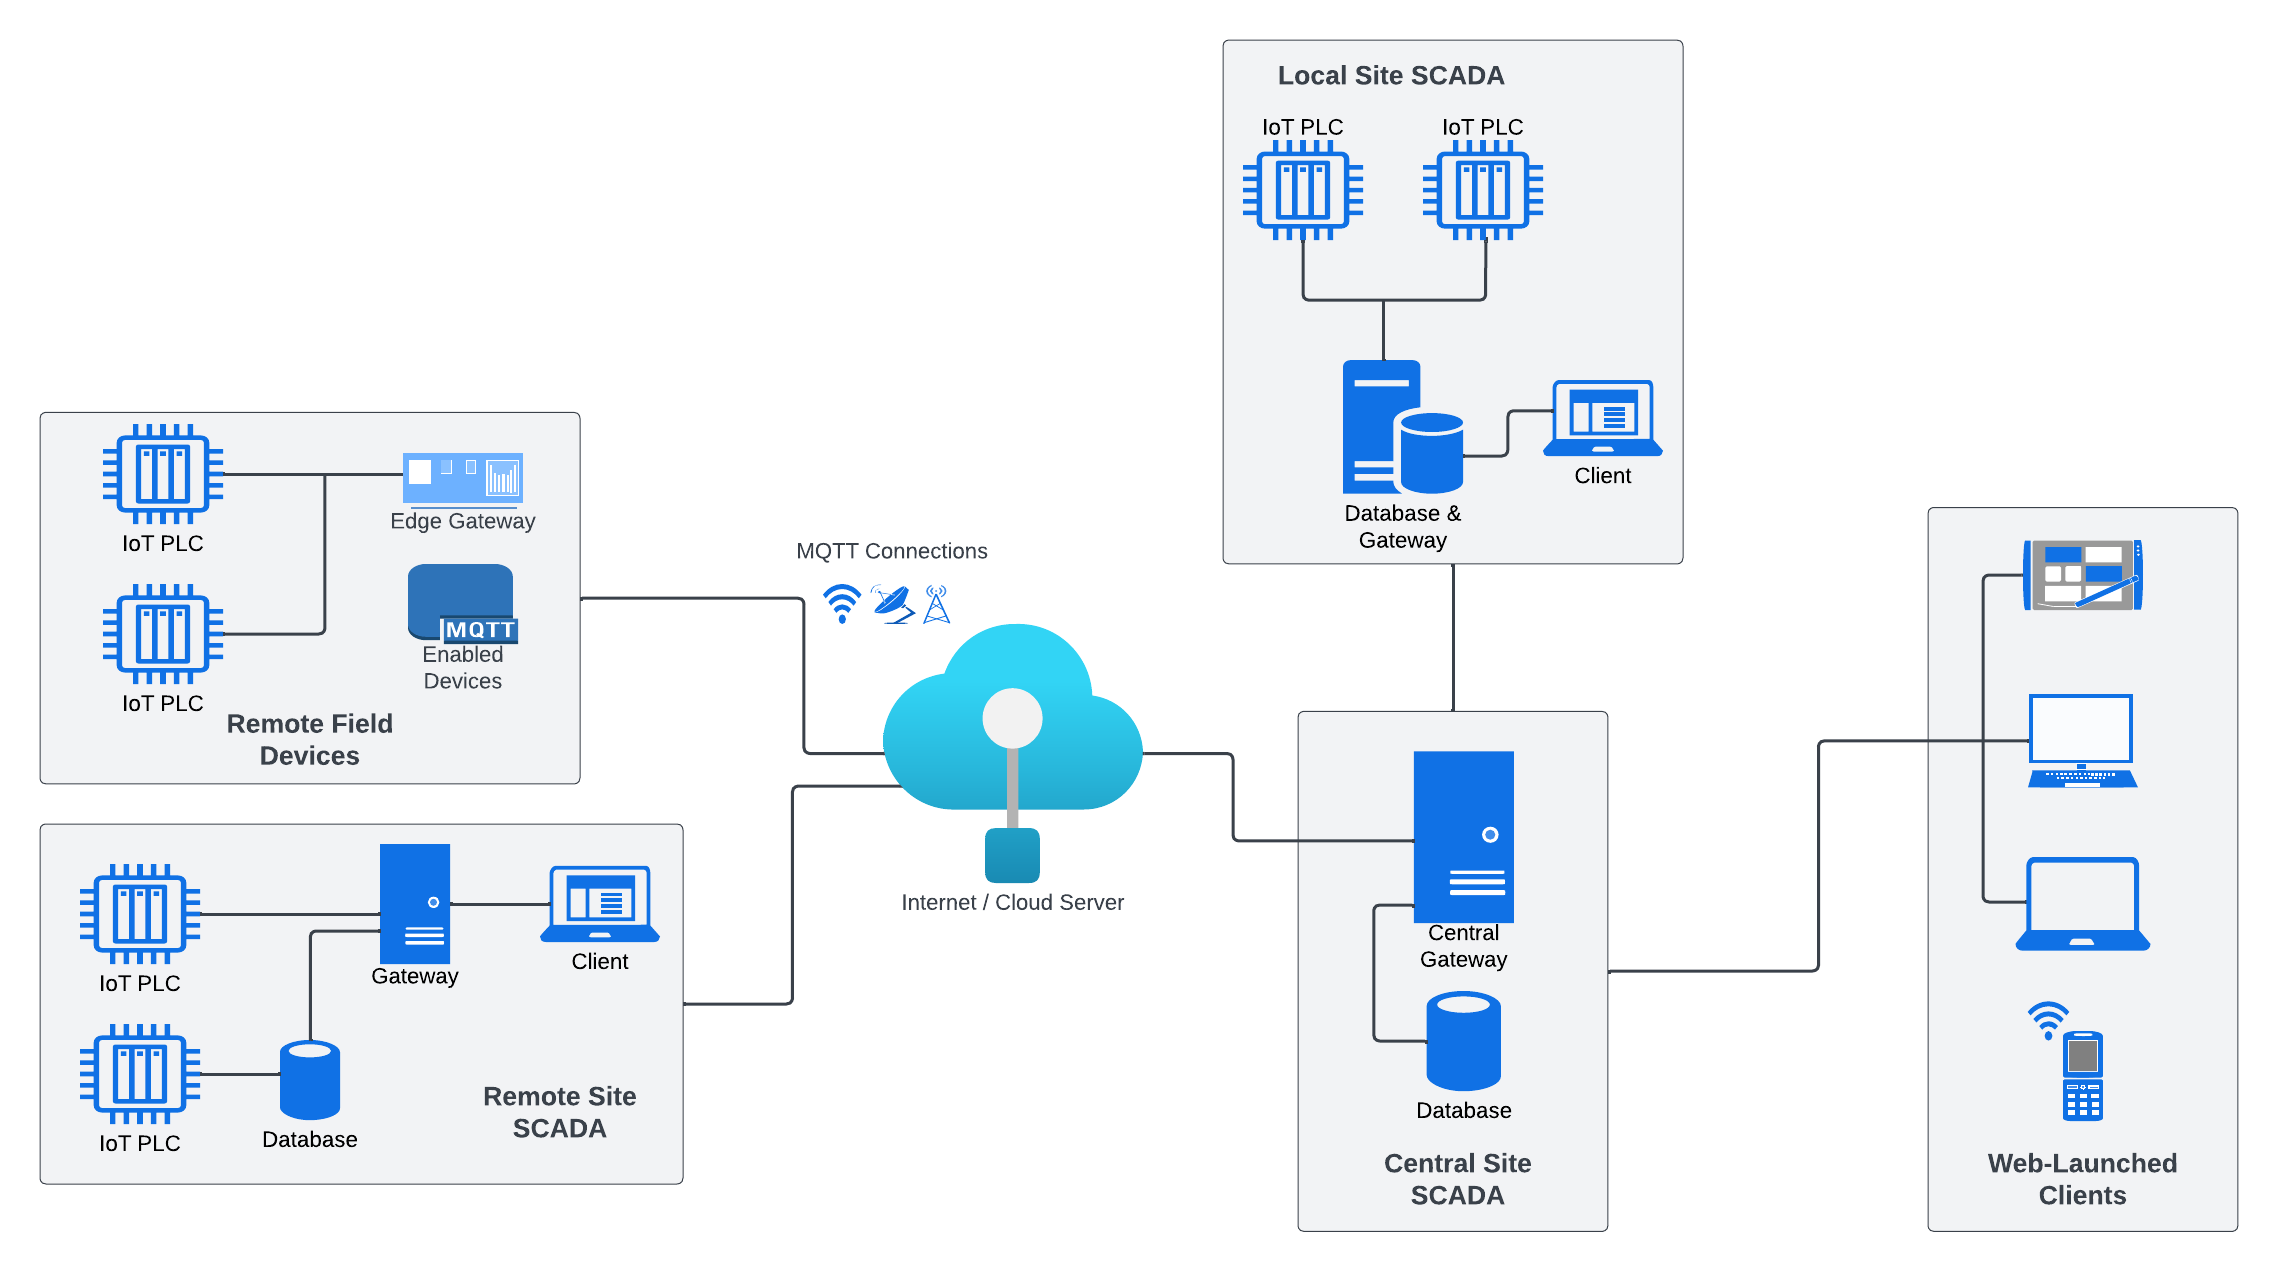 Local Site SCADA
IoT PLC
IoT PLC
Database &
Gateway
Client
IoT PLC
Edge Gateway
IoT PLC
MQTT
Enabled
Devices
Remote Field
Devices
MQTT Connections
Internet / Cloud Server
IoT PLC
Gateway
Client
IoT PLC
Database
Remote Site
SCADA
Central
Gateway
Database
Central Site
SCADA
Web-Launched
Clients